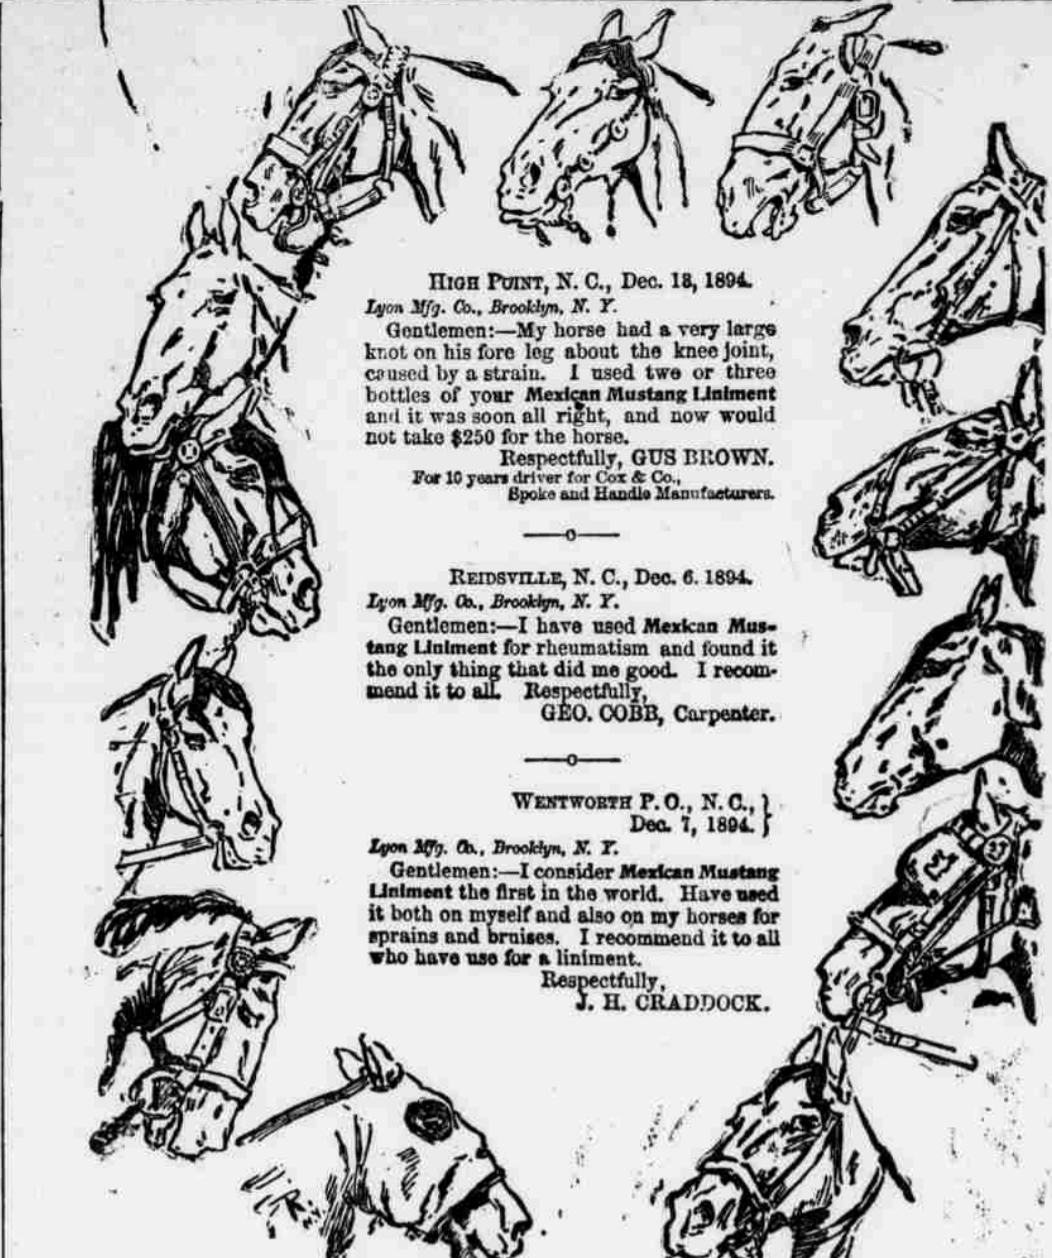 HIGH POINT, N. C., Dec. 13, 1894.
Lyon Mfg. Co., Brooklyn, N. Y.
Gentlemen:—My horse had a very large
knot on his fore leg about the knee joint,
caused by a strain. I used two or three
bottles of your Mexican Mustang Liniment
and it was soon all right, and now would
not take $250 for the horse.
Respectfully, GUS BROWN.
For 10 years driver for Cox & Co.,
Spoke and Handle Manufacturers.
REIDSVILLE, N. C., Dec. 6. 1894.
Lyon Mfg. Co., Brooklyn, N. Y.
Gentlemen:—I have used Mexican Mus-
tang Liniment for rheumatism and found it
the only thing that did me good. I recom-
mend it to all. Respectfully,
GEO. COBB, Carpenter.
WENTWORTH P. O., N. C., }
Dec. 7, 1894. }
Lyon Mfg. Co., Brooklyn, N. Y.
Gentlemen:—I consider Mexican Mustang
Liniment the first in the world. Have used
it both on myself and also on my horses for
sprains and bruises. I recommend it to all
who have use for a liniment.
Respectfully,
J. H. CRADDOCK.